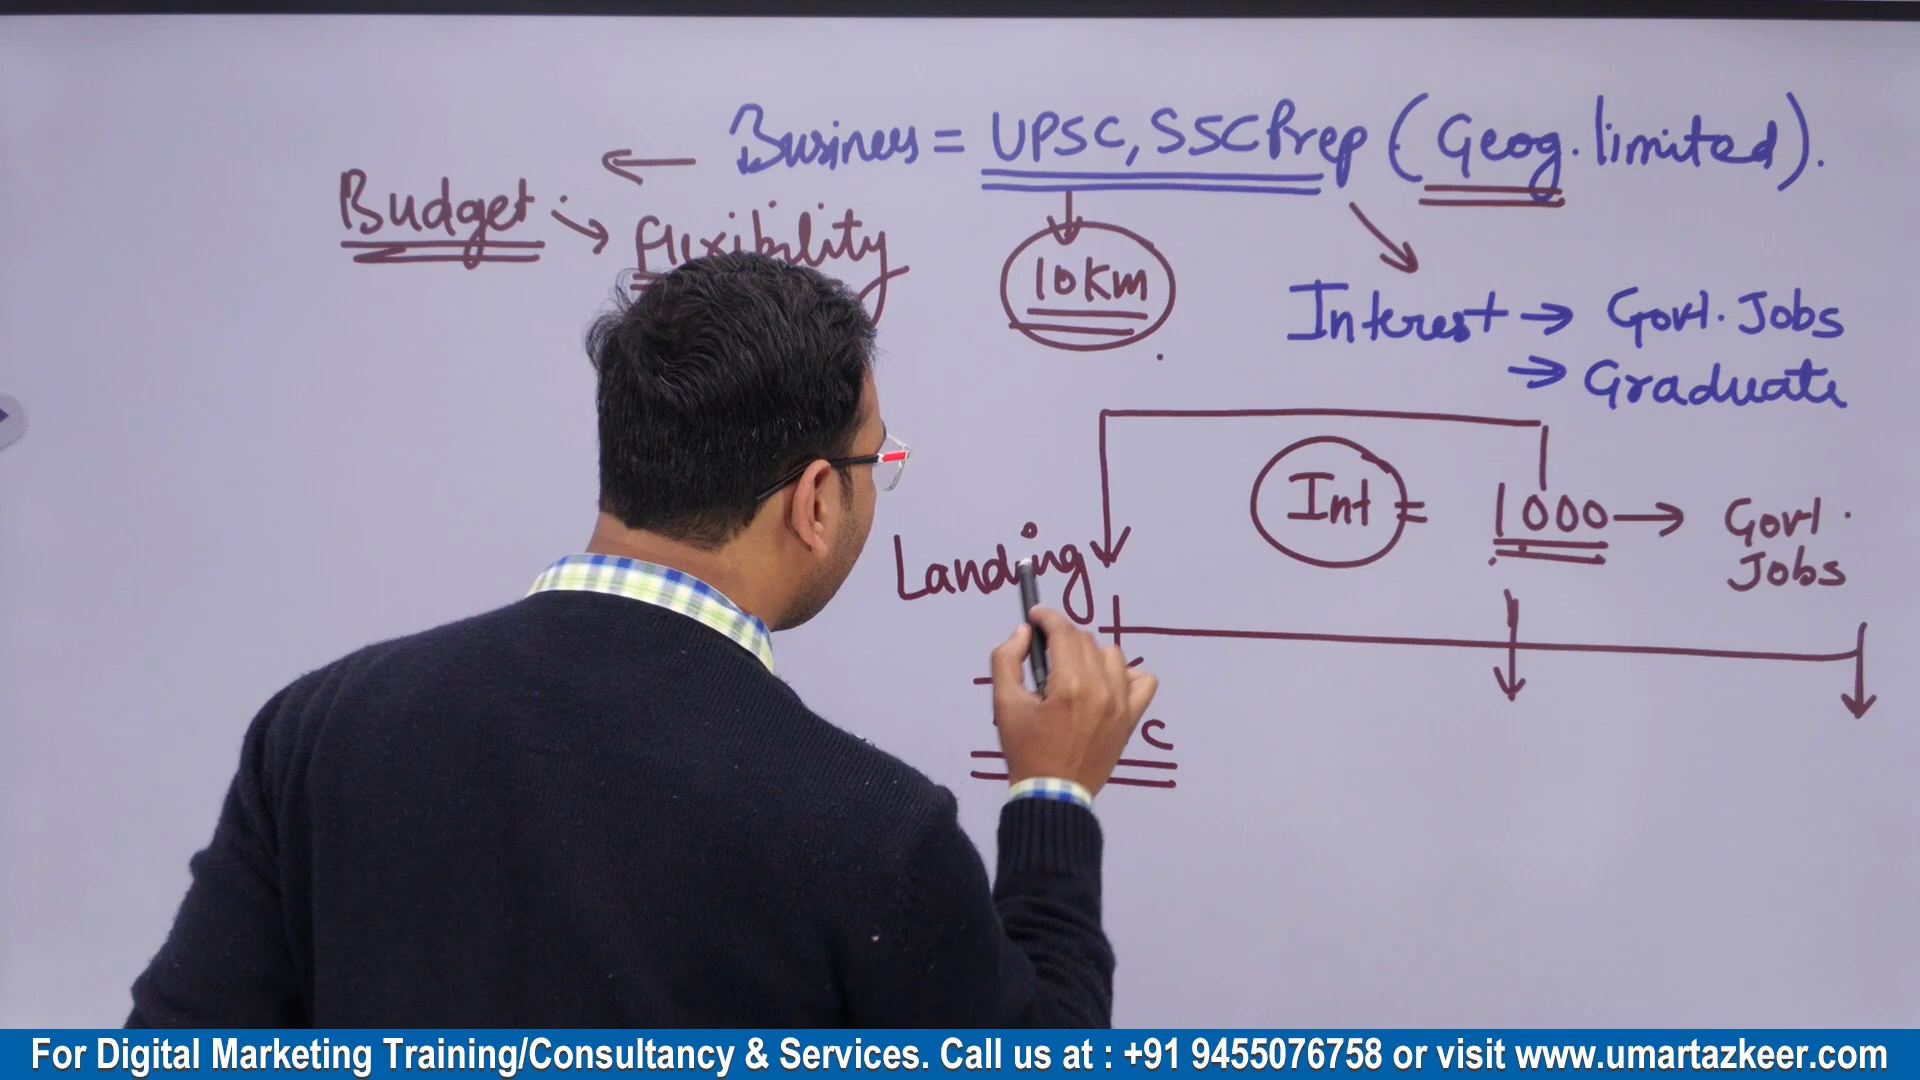 Business = UPSC, SSC Prep (Geog. limited).
Budget
Flexibility
10 Km
Interest → Govt. Jobs
→ Graduate
Int = 1000 → Govt.
Jobs
Landing
C
For Digital Marketing Training/Consultancy & Services. Call us at : +91 9455076758 or visit www.umartazkeer.com